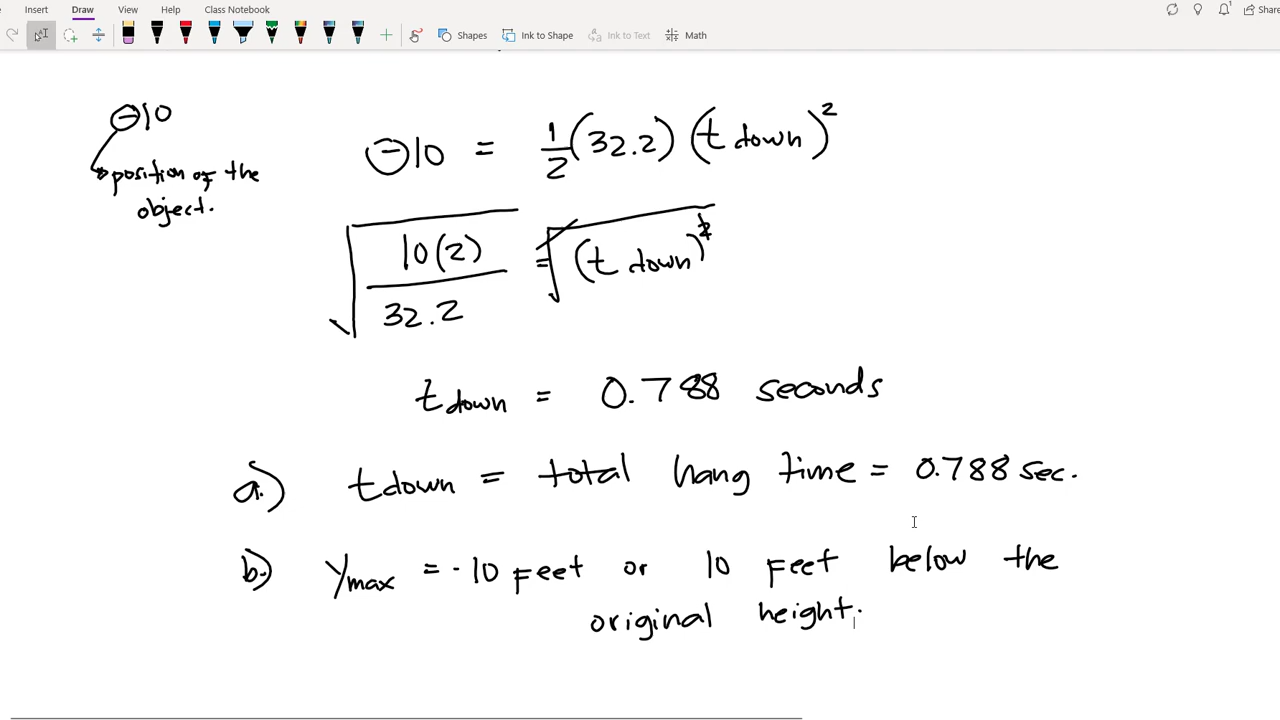 Insert Draw View Help Class Notebook Share
Shapes Ink to Shape Ink to Text Math
-10
position of the
object.
-10 = 1/2 (32.2) (t down)²
√(10(2)/32.2) = √(t down)²
t down = 0.788 seconds
a.) t down = total hang time = 0.788 sec.
b.) Ymax = -10 feet or 10 feet below the
original height.